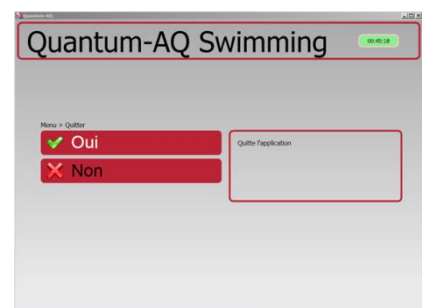 Quantum-AQ
Quantum-AQ Swimming
00:45:18
Menu > Quitter
Oui
Non
Quitte l'application